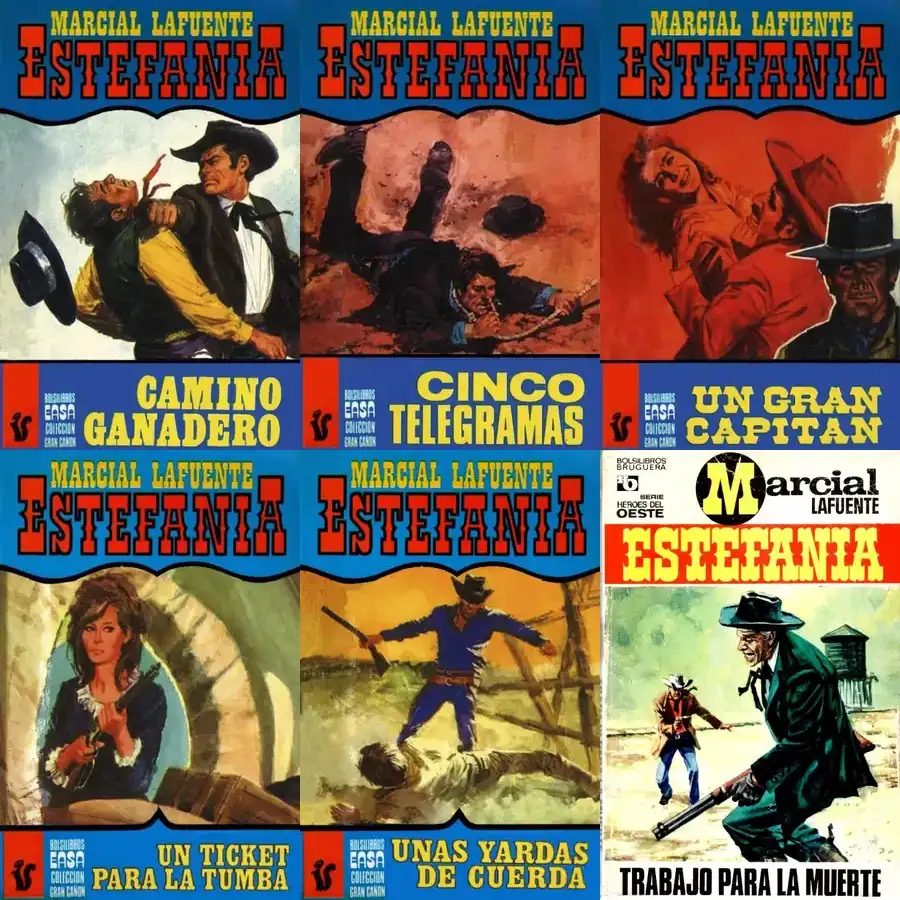 MARCIAL LAFUENTE
ESTEFANIA
BOLSILIBROS
EASA
COLECCION
GRAN CAÑON
CAMINO
GANADERO
MARCIAL LAFUENTE
ESTEFANIA
BOLSILIBROS
EASA
COLECCION
GRAN CAÑON
CINCO
TELEGRAMAS
MARCIAL LAFUENTE
ESTEFANIA
BOLSILIBROS
EASA
COLECCION
GRAN CAÑON
UN GRAN
CAPITAN
MARCIAL LAFUENTE
ESTEFANIA
BOLSILIBROS
EASA
COLECCION
GRAN CAÑON
UN TICKET
PARA LA TUMBA
MARCIAL LAFUENTE
ESTEFANIA
BOLSILIBROS
EASA
COLECCION
GRAN CAÑON
UNAS YARDAS
DE CUERDA
BOLSILIBROS
BRUGUERA
SERIE
HEROES DEL
OESTE
Marcial
LAFUENTE
ESTEFANIA
TRABAJO PARA LA MUERTE